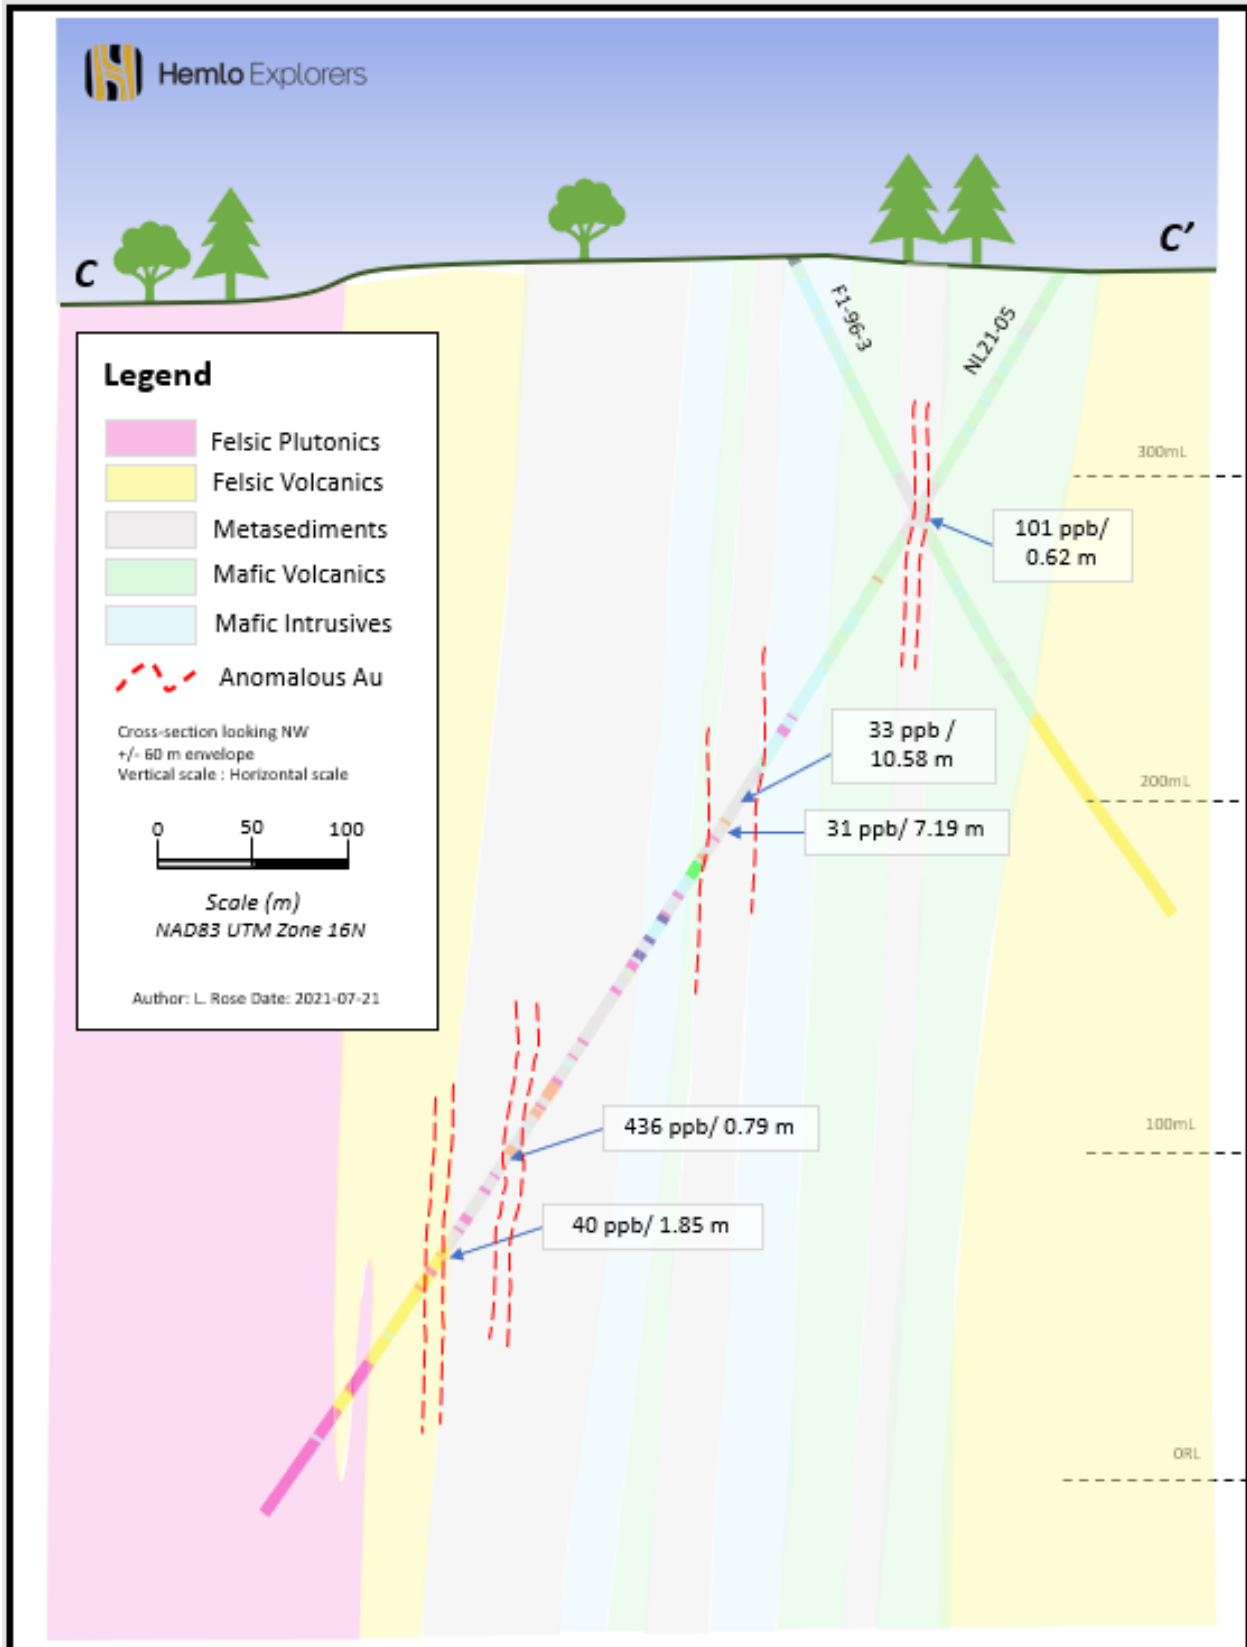 Hemlo Explorers
C
C’
F1-96-3
NL21-05
Legend
Felsic Plutonics
Felsic Volcanics
Metasediments
Mafic Volcanics
Mafic Intrusives
Anomalous Au
Cross-section looking NW
+/- 60 m envelope
Vertical scale : Horizontal scale
0 50 100
Scale (m)
NAD83 UTM Zone 16N
Author: L. Rose Date: 2021-07-21
300mL
101 ppb/
0.62 m
33 ppb /
10.58 m
200mL
31 ppb/ 7.19 m
436 ppb/ 0.79 m
100mL
40 ppb/ 1.85 m
0RL